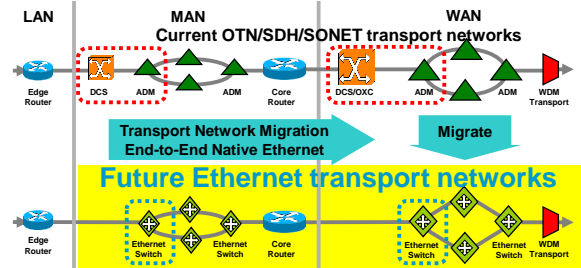 LAN MAN WAN
Current OTN/SDH/SONET transport networks
Edge Router
DCS
ADM
ADM
Core Router
DCS/OXC
ADM
ADM
WDM Transport
Transport Network Migration
End-to-End Native Ethernet
Migrate
Future Ethernet transport networks
Edge Router
Ethernet Switch
Ethernet Switch
Core Router
Ethernet Switch
Ethernet Switch
WDM Transport